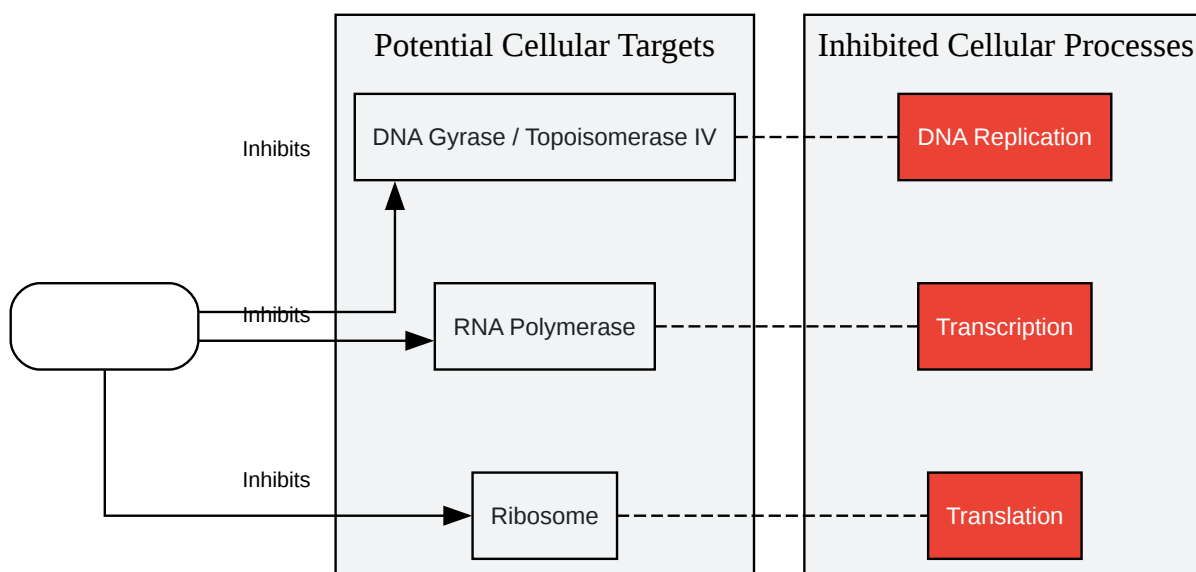 Potential Cellular Targets
Inhibited Cellular Processes
Inhibits
DNA Gyrase / Topoisomerase IV
DNA Replication
Inhibits
RNA Polymerase
Transcription
Inhibits
Ribosome
Translation